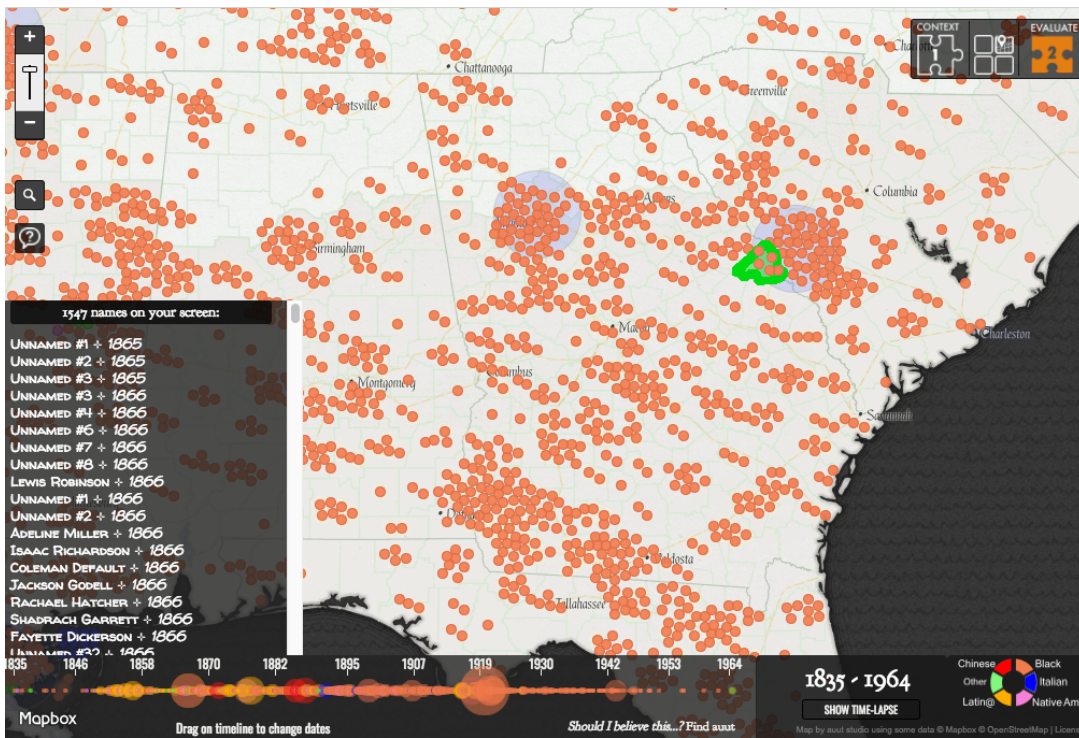 +
−
CONTEXT
1
EVALUATE
2
Chattanooga
Huntsville
Greenville
Columbia
Birmingham
Macon
Charleston
Columbus
Montgomery
Valdosta
Tallahassee
1547 names on your screen:
Unnamed #1 ÷ 1865
Unnamed #2 ÷ 1865
Unnamed #3 ÷ 1865
Unnamed #3 ÷ 1866
Unnamed #4 ÷ 1866
Unnamed #6 ÷ 1866
Unnamed #7 ÷ 1866
Unnamed #8 ÷ 1866
Lewis Robinson ÷ 1866
Unnamed #1 ÷ 1866
Unnamed #2 ÷ 1866
Adeline Miller ÷ 1866
Isaac Richardson ÷ 1866
Coleman Default ÷ 1866
Jackson Godell ÷ 1866
Rachael Hatcher ÷ 1866
Shadrach Garrett ÷ 1866
Fayette Dickerson ÷ 1866
Unnamed #32 ÷ 1866
1835 1846 1858 1870 1882 1895 1907 1919 1930 1942 1953 1964
Mapbox
Drag on timeline to change dates
Should I believe this...? Find auut
1835 - 1964
SHOW TIME-LAPSE
Chinese
Black
Other
Italian
Latin@
Native Am
Map by auut studio using some data © Mapbox © OpenStreetMap | Licens